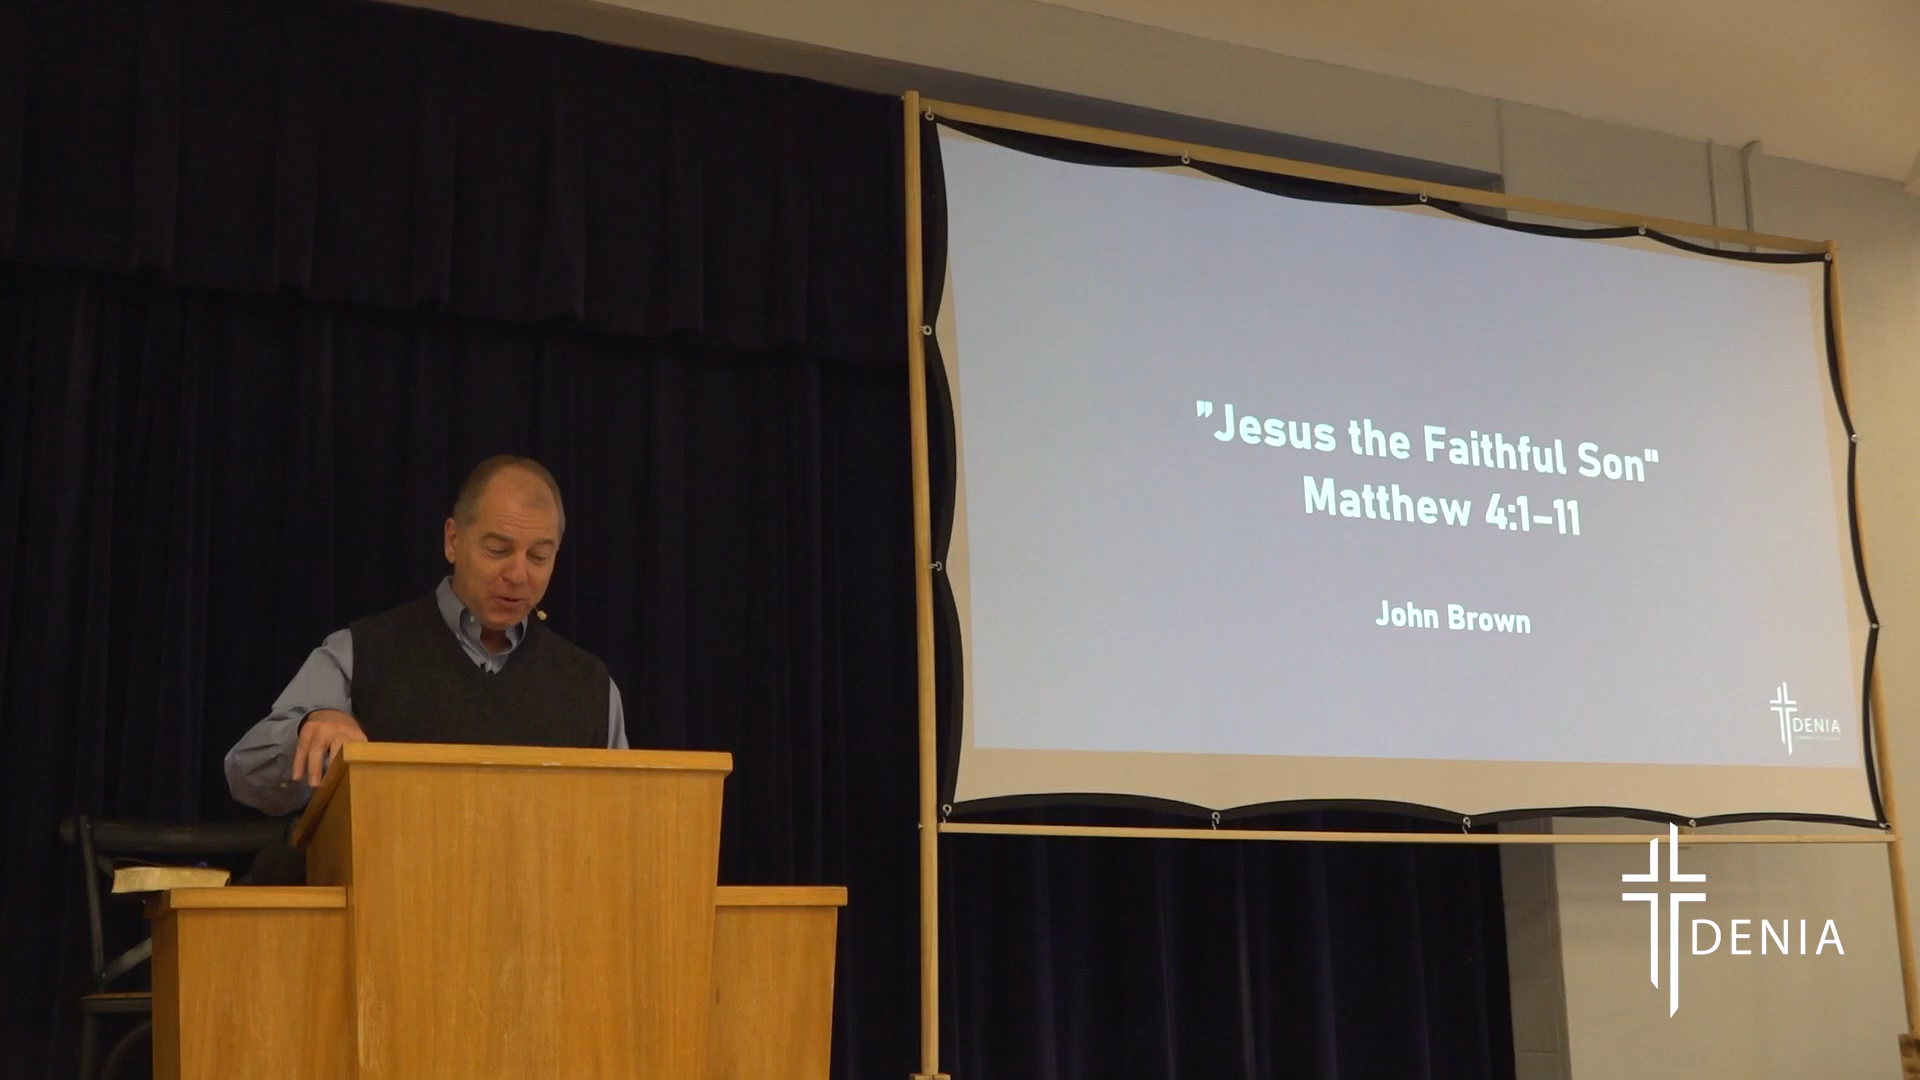 "Jesus the Faithful Son"
Matthew 4:1–11
John Brown
DENIA
DENIA